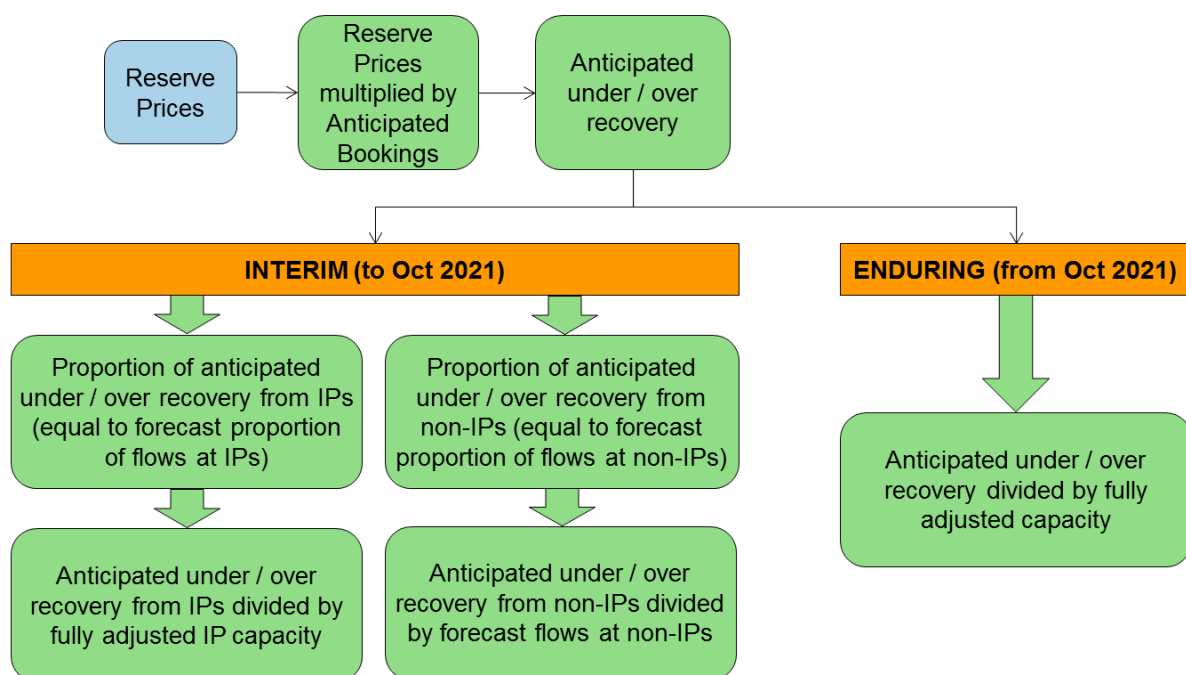 Reserve
Prices
Reserve
Prices
multiplied by
Anticipated
Bookings
Anticipated
under / over
recovery
INTERIM (to Oct 2021)
ENDURING (from Oct 2021)
Proportion of anticipated
under / over recovery from IPs
(equal to forecast proportion
of flows at IPs)
Proportion of anticipated
under / over recovery from
non-IPs (equal to forecast
proportion of flows at non-IPs)
Anticipated under / over
recovery divided by fully
adjusted capacity
Anticipated under / over
recovery from IPs divided by
fully adjusted IP capacity
Anticipated under / over
recovery from non-IPs divided
by forecast flows at non-IPs